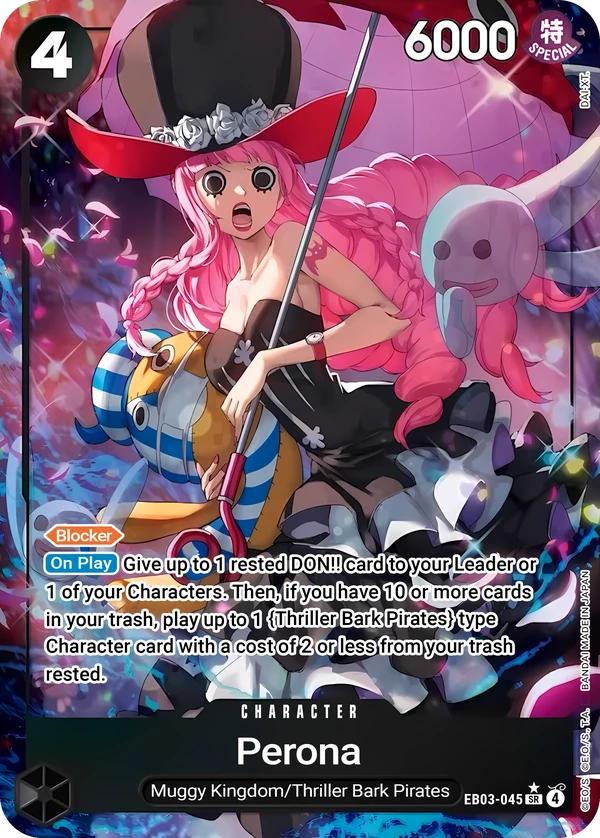 4
6000
特
SPECIAL
DAI-XT.
Blocker
On Play Give up to 1 rested DON!! card to your Leader or
1 of your Characters. Then, if you have 10 or more cards
in your trash, play up to 1 {Thriller Bark Pirates} type
Character card with a cost of 2 or less from your trash
rested.
BANDAI MADE IN JAPAN
©E.O/S, T.A.
©EO/S
CHARACTER
Perona
Muggy Kingdom/Thriller Bark Pirates
EB03-045 SR 4